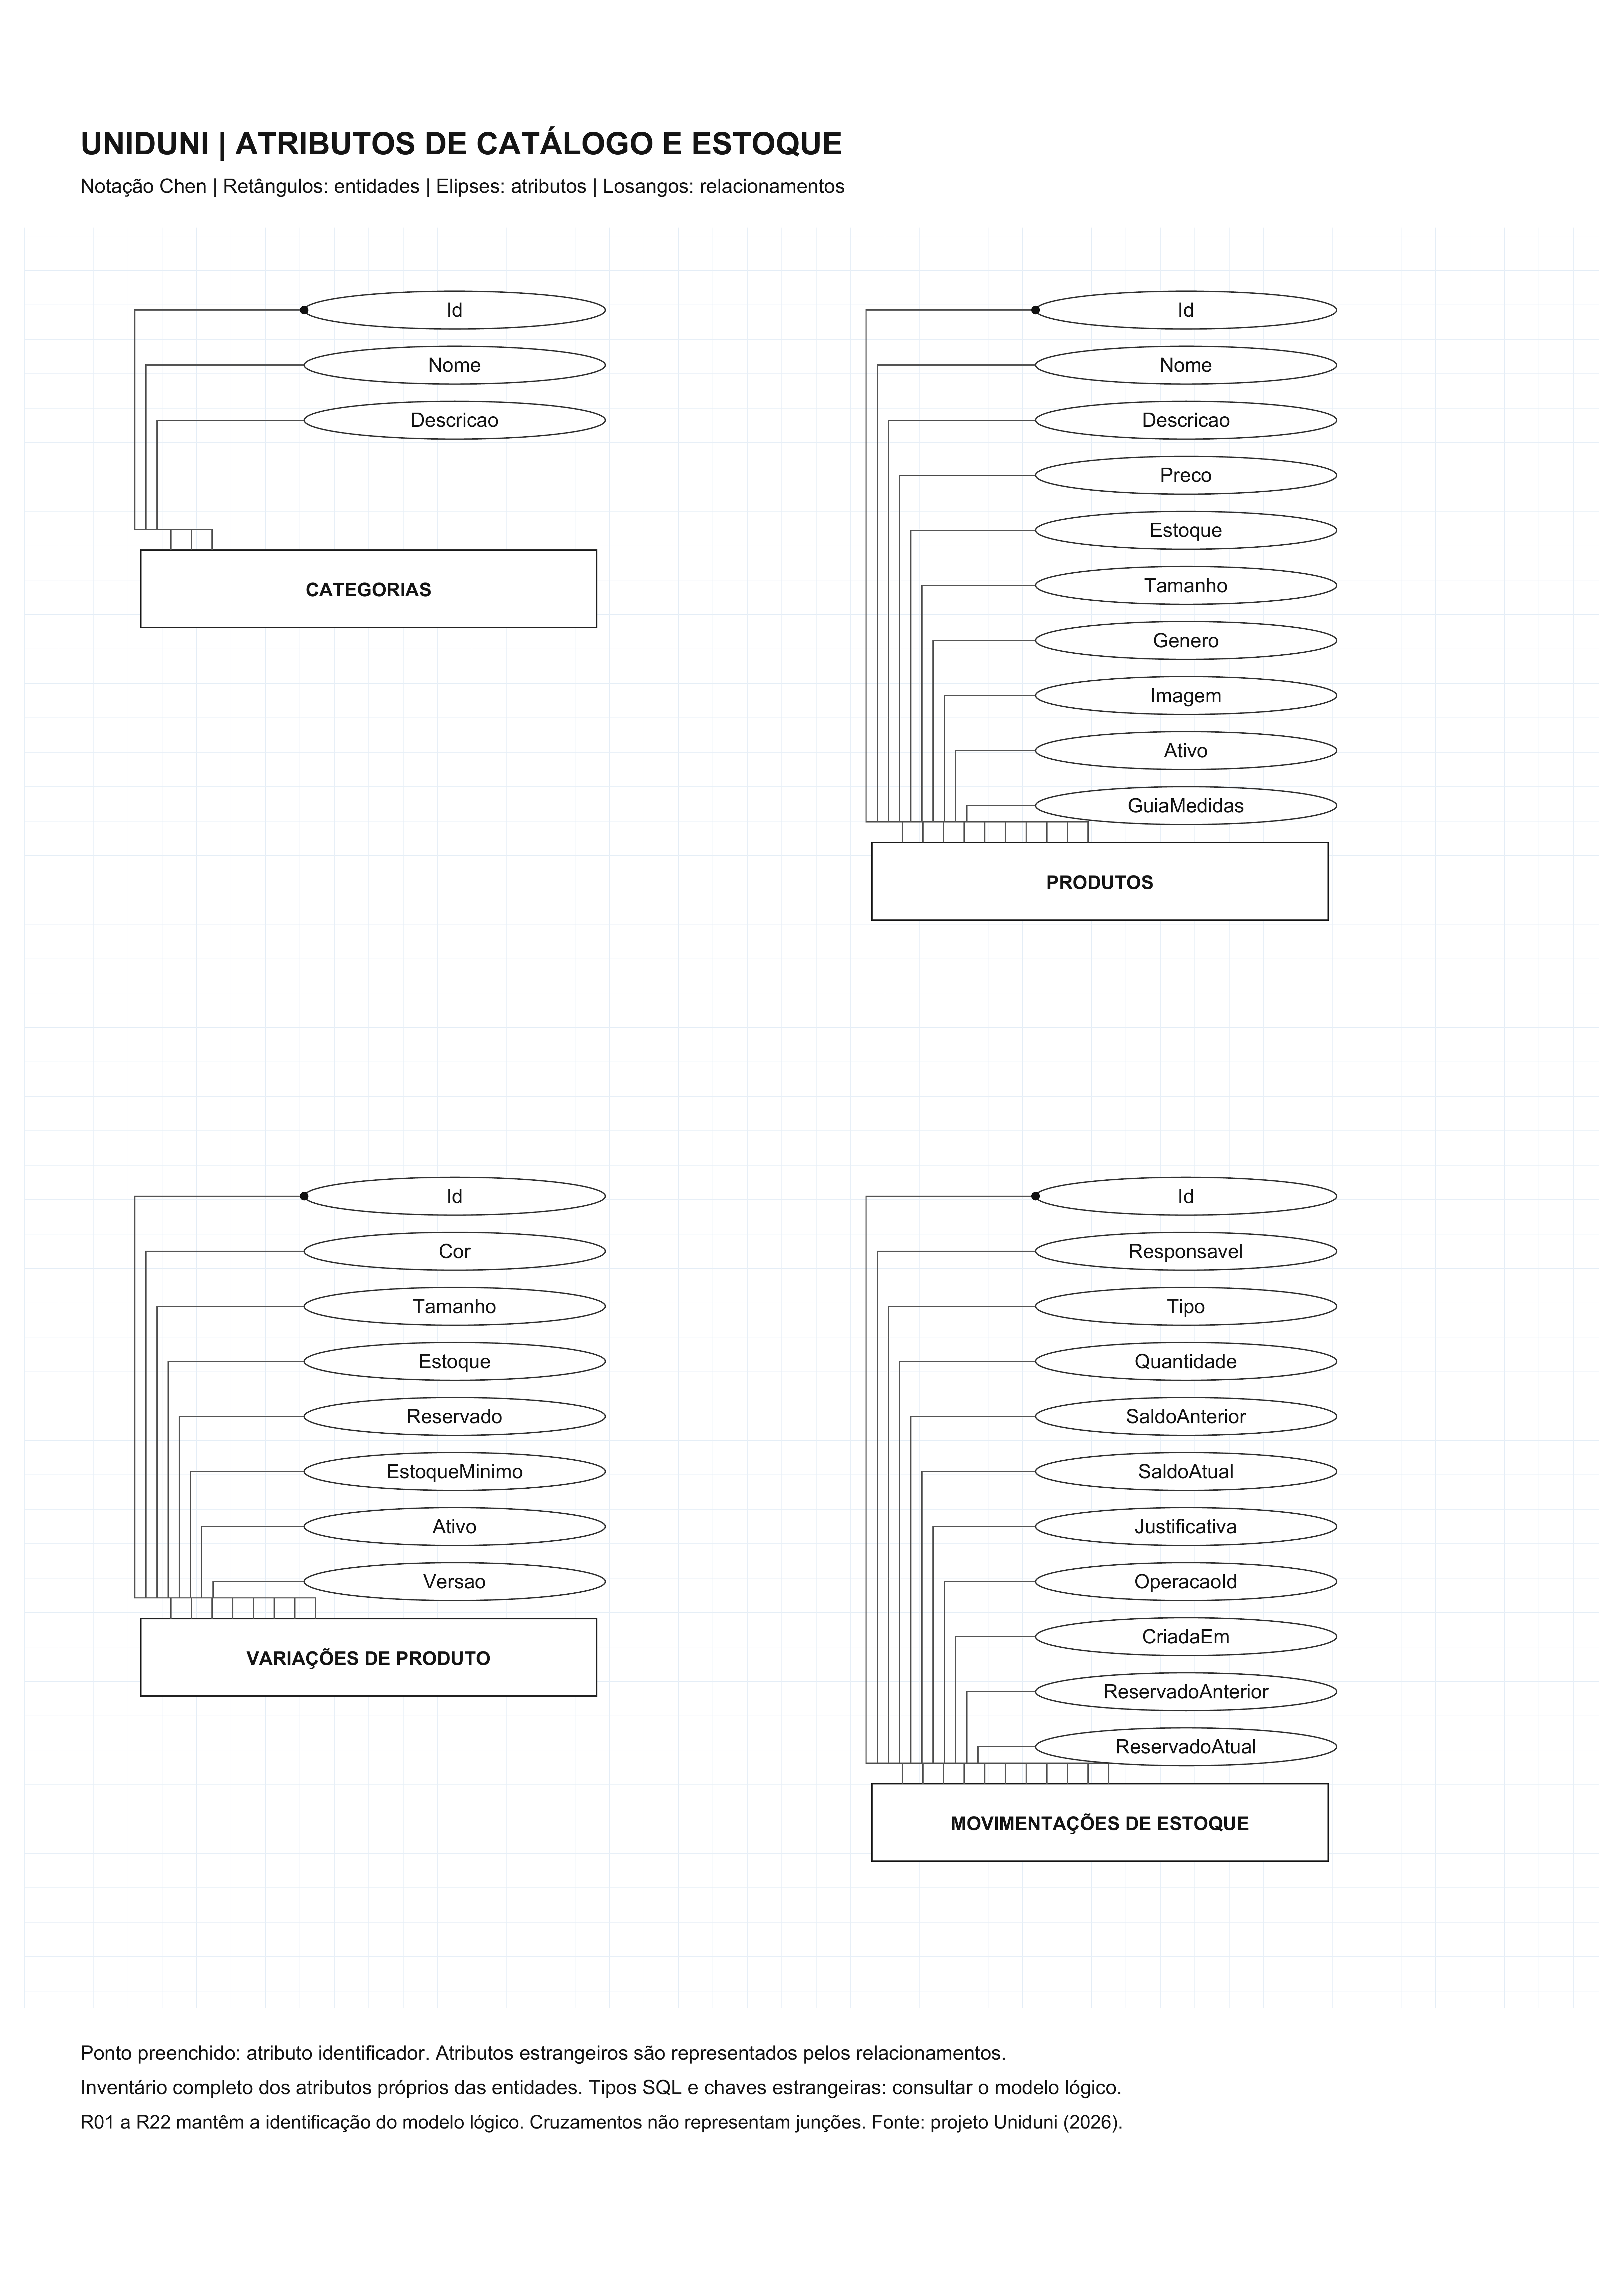 UNIDUNI | ATRIBUTOS DE CATÁLOGO E ESTOQUE
Notação Chen | Retângulos: entidades | Elipses: atributos | Losangos: relacionamentos
Id
Nome
Descricao
CATEGORIAS
Id
Nome
Descricao
Preco
Estoque
Tamanho
Genero
Imagem
Ativo
GuiaMedidas
PRODUTOS
Id
Cor
Tamanho
Estoque
Reservado
EstoqueMinimo
Ativo
Versao
VARIAÇÕES DE PRODUTO
Id
Responsavel
Tipo
Quantidade
SaldoAnterior
SaldoAtual
Justificativa
OperacaoId
CriadaEm
ReservadoAnterior
ReservadoAtual
MOVIMENTAÇÕES DE ESTOQUE
Ponto preenchido: atributo identificador. Atributos estrangeiros são representados pelos relacionamentos.
Inventário completo dos atributos próprios das entidades. Tipos SQL e chaves estrangeiras: consultar o modelo lógico.
R01 a R22 mantêm a identificação do modelo lógico. Cruzamentos não representam junções. Fonte: projeto Uniduni (2026).